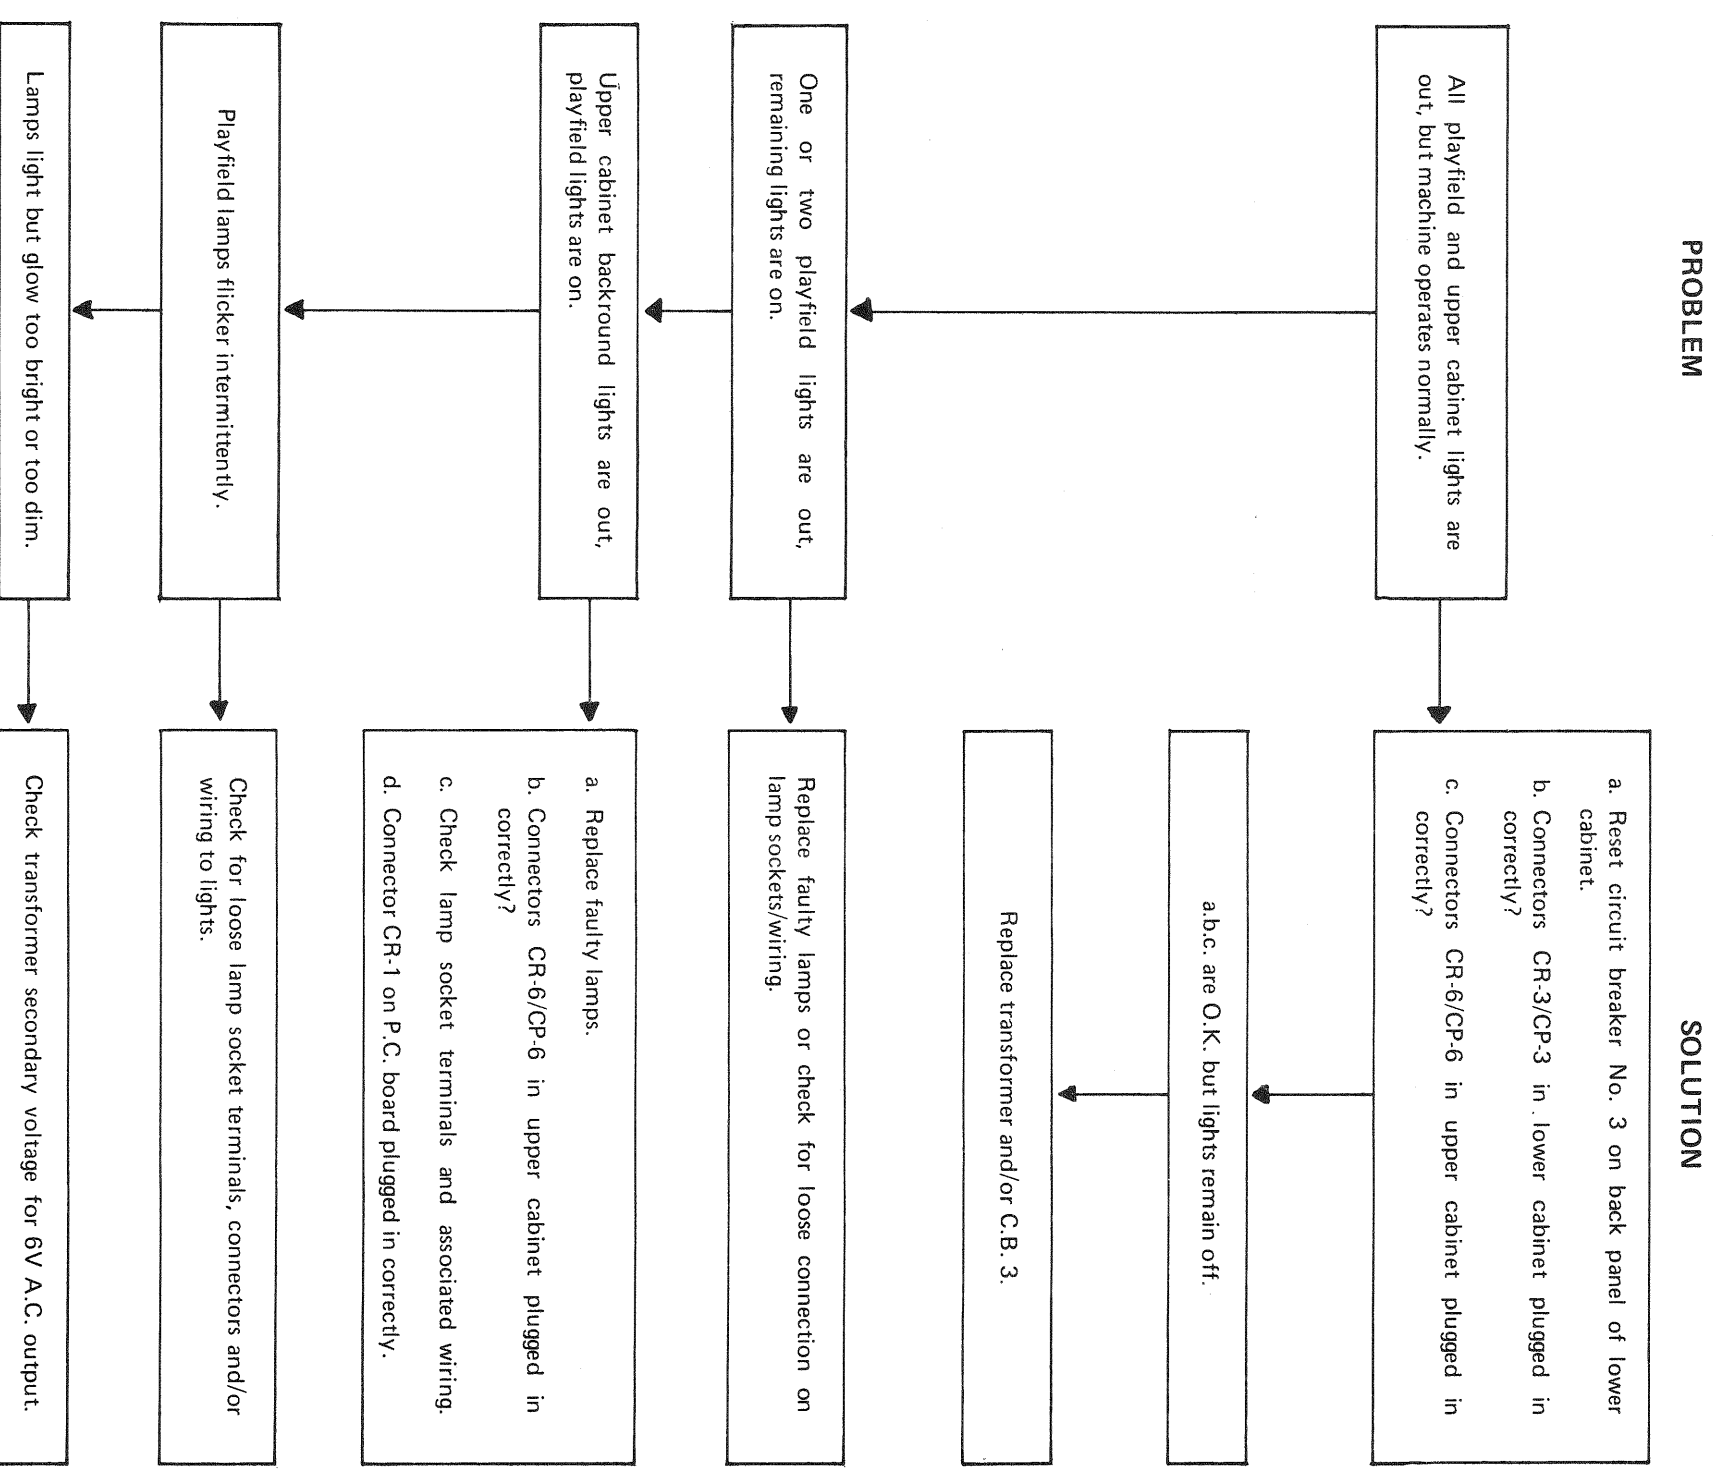 PROBLEM
SOLUTION
All playfield and upper cabinet lights are
out, but machine operates normally.
a. Reset circuit breaker No. 3 on back panel of lower
cabinet.
b. Connectors CR-3/CP-3 in lower cabinet plugged in
correctly?
c. Connectors CR-6/CP-6 in upper cabinet plugged in
correctly?
a.b.c. are O.K. but lights remain off.
Replace transformer and/or C.B. 3.
One or two playfield lights are out,
remaining lights are on.
Replace faulty lamps or check for loose connection on
lamp sockets/wiring.
Upper cabinet backround lights are out,
playfield lights are on.
a. Replace faulty lamps.
b. Connectors CR-6/CP-6 in upper cabinet plugged in
correctly?
c. Check lamp socket terminals and associated wiring.
d. Connector CR-1 on P.C. board plugged in correctly.
Playfield lamps flicker intermittently.
Check for loose lamp socket terminals, connectors and/or
wiring to lights.
Lamps light but glow too bright or too dim.
Check transformer secondary voltage for 6V A.C. output.